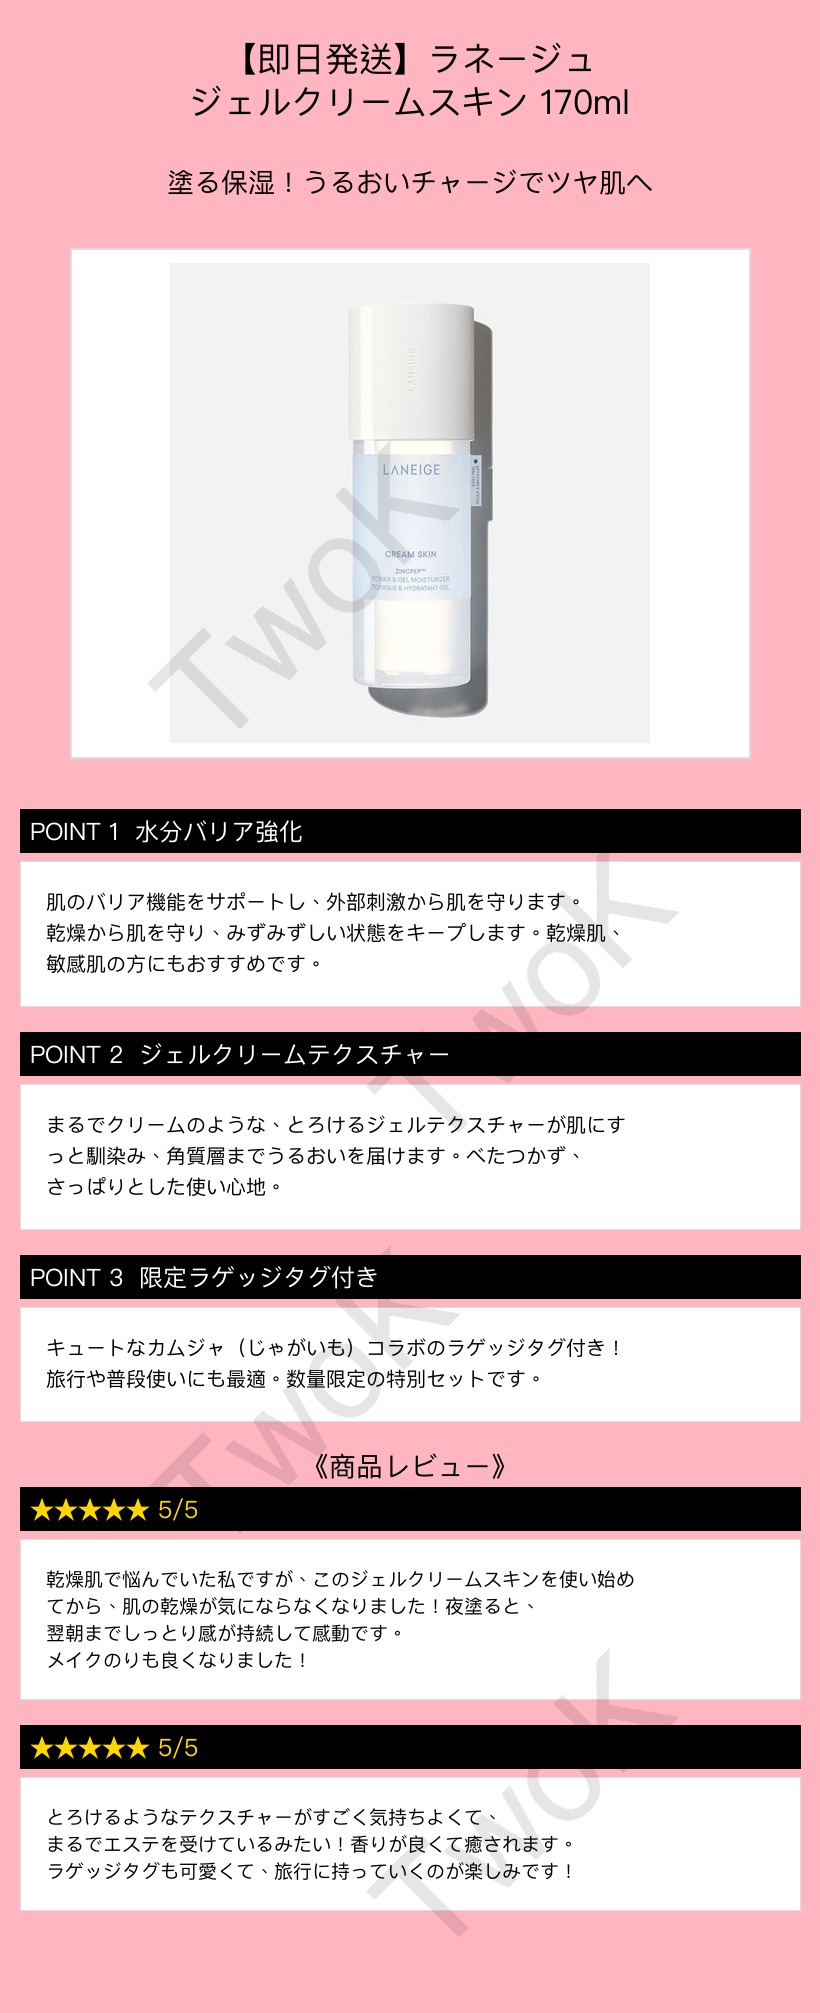 【即日発送】ラネージュ
ジェルクリームスキン 170ml
塗る保湿！うるおいチャージでツヤ肌へ
LANEIGE
LANEIGE
EASY PEEL
FACILE À DÉCOLLER
CREAM SKIN
ZINCPEP™
TONER & GEL MOISTURIZER
TONIQUE & HYDRATANT GEL
TwoK
POINT 1 水分バリア強化
肌のバリア機能をサポートし、外部刺激から肌を守ります。
乾燥から肌を守り、みずみずしい状態をキープします。乾燥肌、
敏感肌の方にもおすすめです。
TwoK
POINT 2 ジェルクリームテクスチャー
まるでクリームのような、とろけるジェルテクスチャーが肌にす
っと馴染み、角質層までうるおいを届けます。べたつかず、
さっぱりとした使い心地。
POINT 3 限定ラゲッジタグ付き
キュートなカムジャ（じゃがいも）コラボのラゲッジタグ付き！
旅行や普段使いにも最適。数量限定の特別セットです。
TwoK
《商品レビュー》
★★★★★ 5/5
乾燥肌で悩んでいた私ですが、このジェルクリームスキンを使い始め
てから、肌の乾燥が気にならなくなりました！夜塗ると、
翌朝までしっとり感が持続して感動です。
メイクのりも良くなりました！
★★★★★ 5/5
とろけるようなテクスチャーがすごく気持ちよくて、
まるでエステを受けているみたい！香りが良くて癒されます。
ラゲッジタグも可愛くて、旅行に持っていくのが楽しみです！
TwoK